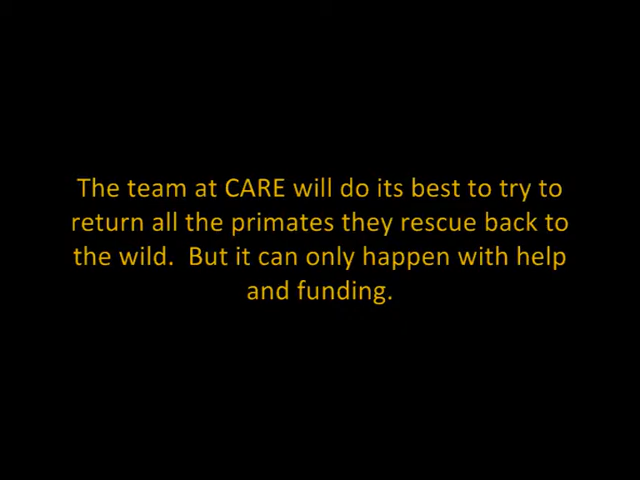 The team at CARE will do its best to try to
return all the primates they rescue back to
the wild.  But it can only happen with help
and funding.